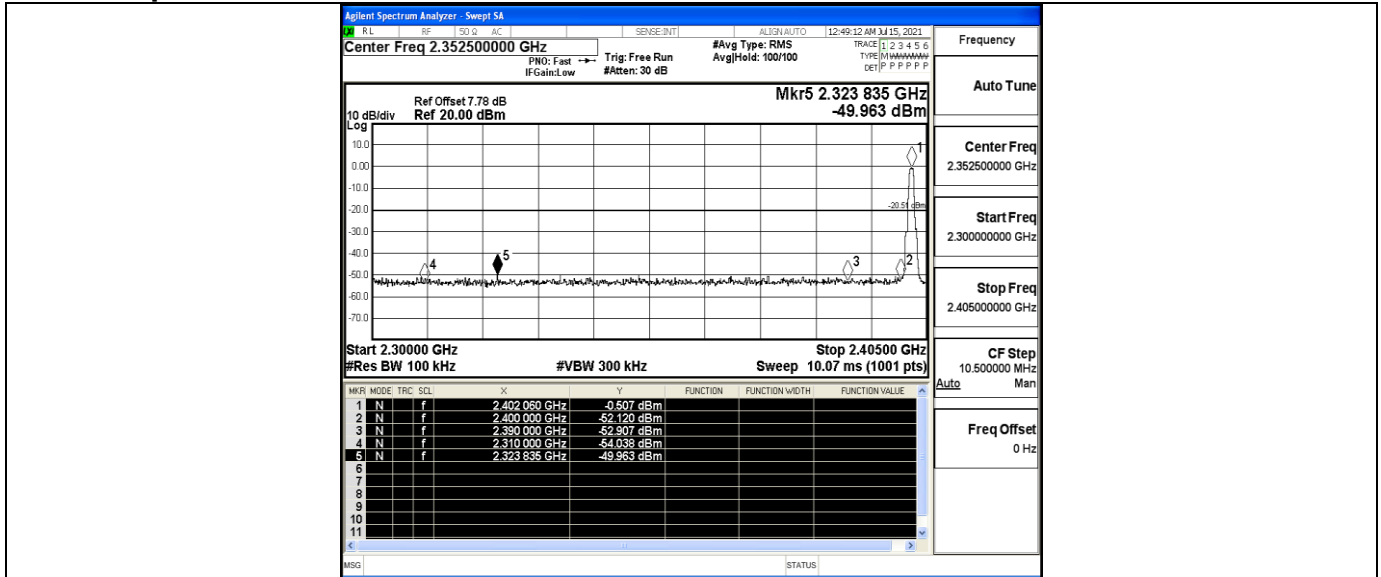 Agilent Spectrum Analyzer - Swept SA
LXI RL RF 50 Ω AC SENSE:INT ALIGN AUTO 12:49:12 AM Jul 15, 2021
Center Freq 2.352500000 GHz
PNO: Fast
IFGain:Low
Trig: Free Run
#Atten: 30 dB
#Avg Type: RMS
Avg|Hold: 100/100
TRACE 1 2 3 4 5 6
TYPE M WWWWW
DET P P P P P P
Mkr5 2.323 835 GHz
-49.963 dBm
Ref Offset 7.78 dB
10 dB/div Ref 20.00 dBm
Log
10.0
0.00
-10.0
-20.0
-30.0
-40.0
-50.0
-60.0
-70.0
1
-20.51 dBm
4
5
3
2
Start 2.30000 GHz Stop 2.40500 GHz
#Res BW 100 kHz #VBW 300 kHz Sweep 10.07 ms (1001 pts)
MKR MODE TRC SCL X Y FUNCTION FUNCTION WIDTH FUNCTION VALUE
1 N f 2.402 060 GHz -0.507 dBm
2 N f 2.400 000 GHz -52.120 dBm
3 N f 2.390 000 GHz -52.907 dBm
4 N f 2.310 000 GHz -54.038 dBm
5 N f 2.323 835 GHz -49.963 dBm
6
7
8
9
10
11
MSG STATUS
Frequency
Auto Tune
Center Freq
2.352500000 GHz
Start Freq
2.300000000 GHz
Stop Freq
2.405000000 GHz
CF Step
10.500000 MHz
Auto Man
Freq Offset
0 Hz